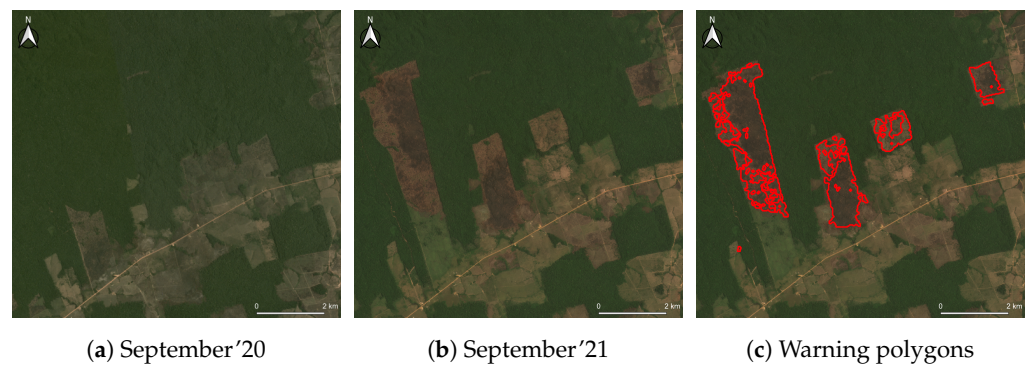 N
N
N
0 2 km
0 2 km
0 2 km
(a) September'20
(b) September'21
(c) Warning polygons